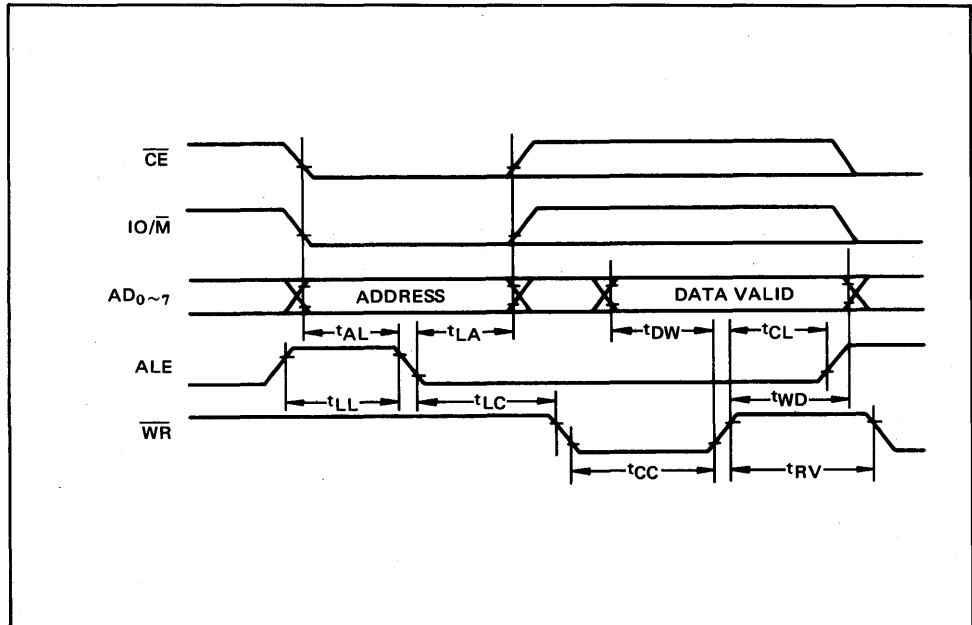 CE
IO/M
AD0~7 ADDRESS DATA VALID
tAL tLA tDW tCL
ALE
tLL tLC tWD
WR
tCC tRV